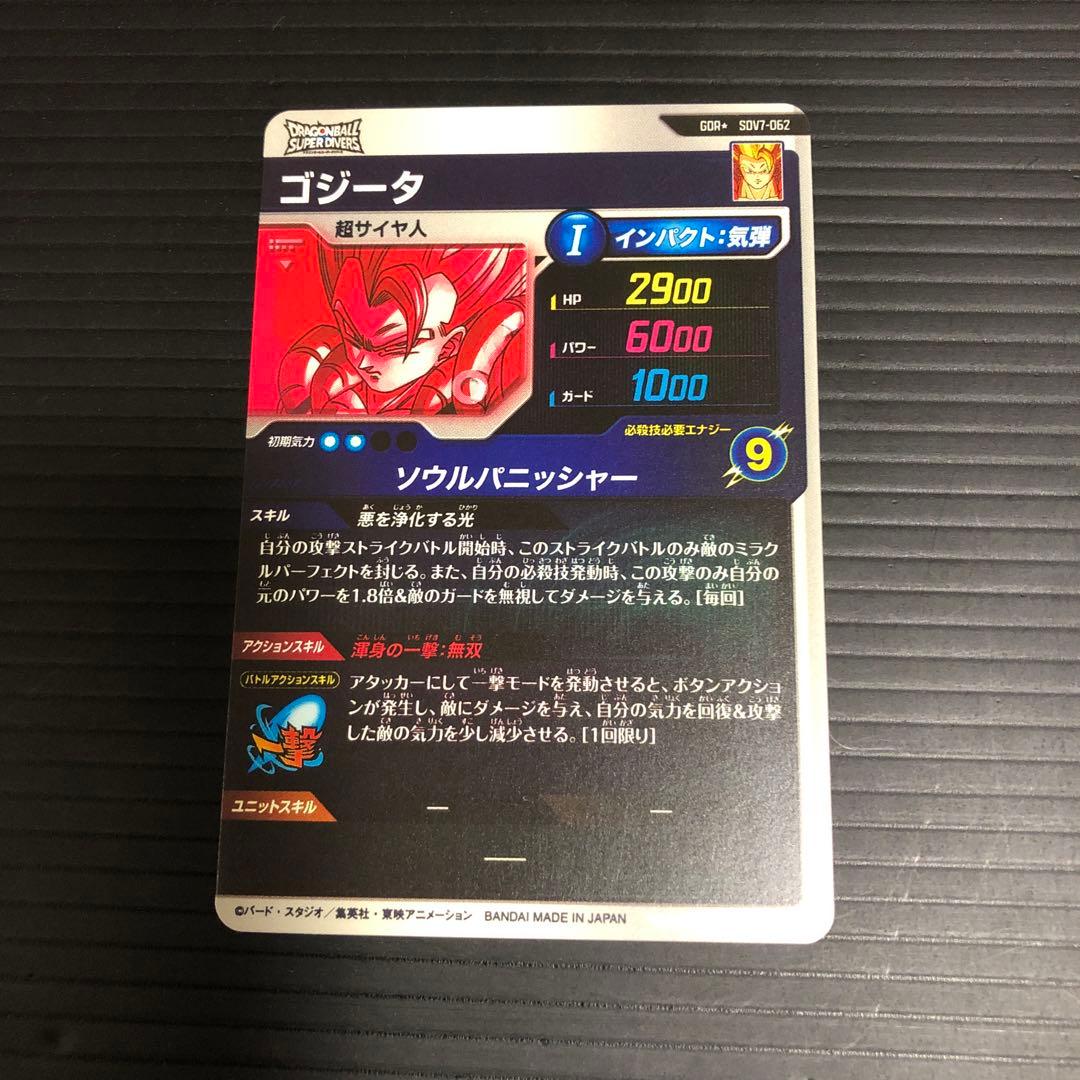 DRAGONBALL
SUPER DIVERS
GDR★ SDV7-062
ゴジータ
超サイヤ人
I インパクト:気弾
HP 2900
パワー 6000
ガード 1000
初期気力
必殺技必要エナジー
9
ソウルパニッシャー
スキル 悪を浄化する光
自分の攻撃ストライクバトル開始時、このストライクバトルのみ敵のミラク
ルパーフェクトを封じる。また、自分の必殺技発動時、この攻撃のみ自分の
元のパワーを1.8倍&敵のガードを無視してダメージを与える。[毎回]
アクションスキル 渾身の一撃:無双
バトルアクションスキル
アタッカーにして一撃モードを発動させると、ボタンアクショ
ンが発生し、敵にダメージを与え、自分の気力を回復&攻撃
した敵の気力を少し減少させる。[1回限り]
一撃
ユニットスキル — —
—
©バード・スタジオ/集英社・東映アニメーション BANDAI MADE IN JAPAN